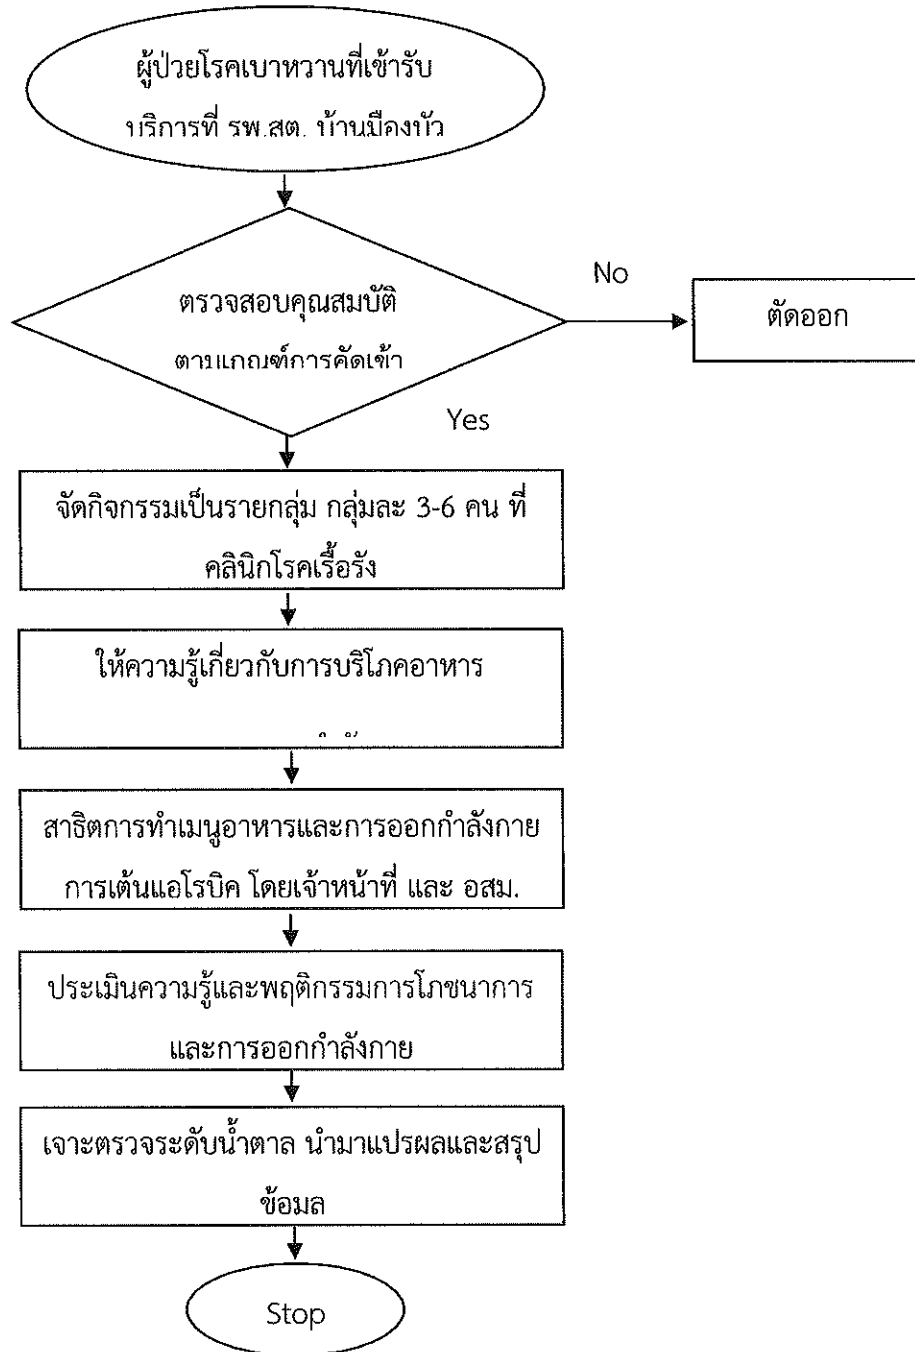 ผู้ป่วยโรคเบาหวานที่เข้ารับ
บริการที่ รพ.สต. บ้านบึองบัว
ตรวจสอบคุณสมบัติ
ตามเกณฑ์การคัดเข้า
No
ตัดออก
Yes
จัดกิจกรรมเป็นรายกลุ่ม กลุ่มละ 3-6 คน ที่
คลินิกโรคเรื้อรัง
ให้ความรู้เกี่ยวกับการบริโภคอาหาร
สาธิตการทำเมนูอาหารและการออกกำลังกาย
การเต้นแอโรบิค โดยเจ้าหน้าที่ และ อสม.
ประเมินความรู้และพฤติกรรมการโภชนาการ
และการออกกำลังกาย
เจาะตรวจระดับน้ำตาล นำมาแปรผลและสรุป
ข้อมูล
Stop